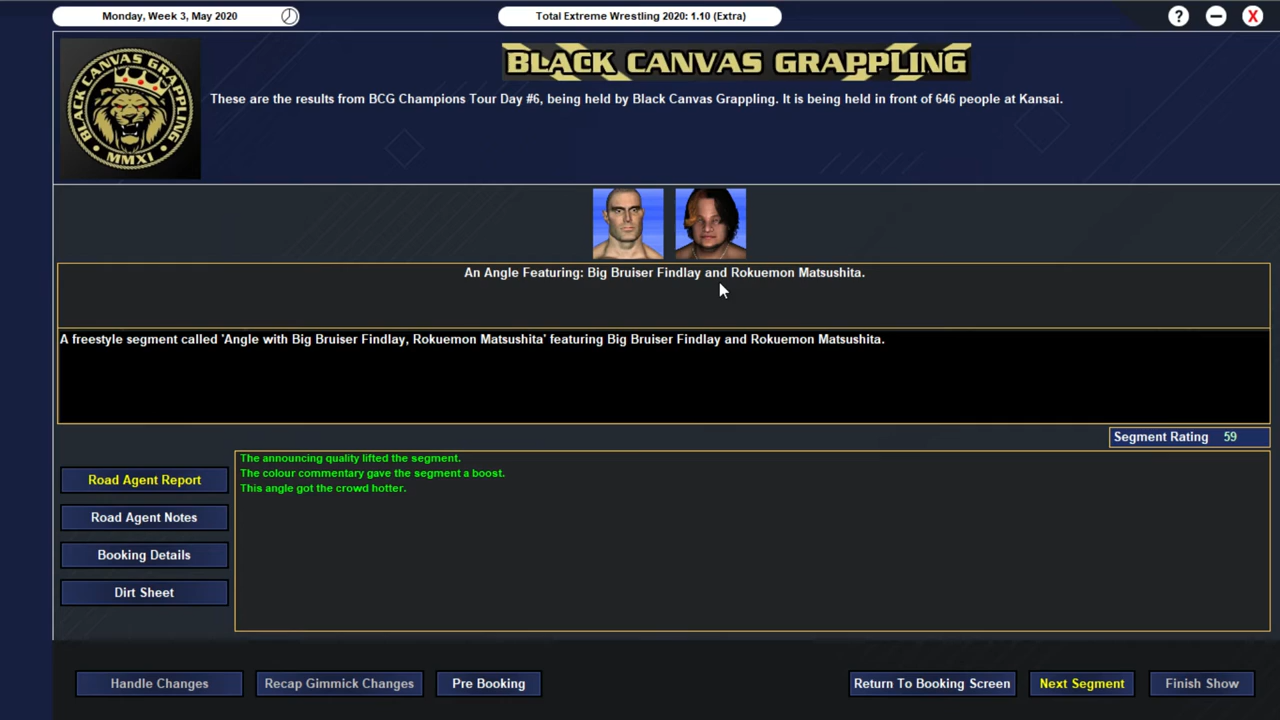 Monday, Week 3, May 2020
Total Extreme Wrestling 2020: 1.10 (Extra)
? X
BLACK CANVAS GRAPPLING
MMXI
BLACK CANVAS GRAPPLING
These are the results from BCG Champions Tour Day #6, being held by Black Canvas Grappling. It is being held in front of 646 people at Kansai.
An Angle Featuring: Big Bruiser Findlay and Rokuemon Matsushita.
A freestyle segment called 'Angle with Big Bruiser Findlay, Rokuemon Matsushita' featuring Big Bruiser Findlay and Rokuemon Matsushita.
Segment Rating 59
Road Agent Report
Road Agent Notes
Booking Details
Dirt Sheet
The announcing quality lifted the segment.
The colour commentary gave the segment a boost.
This angle got the crowd hotter.
Handle Changes
Recap Gimmick Changes
Pre Booking
Return To Booking Screen
Next Segment
Finish Show